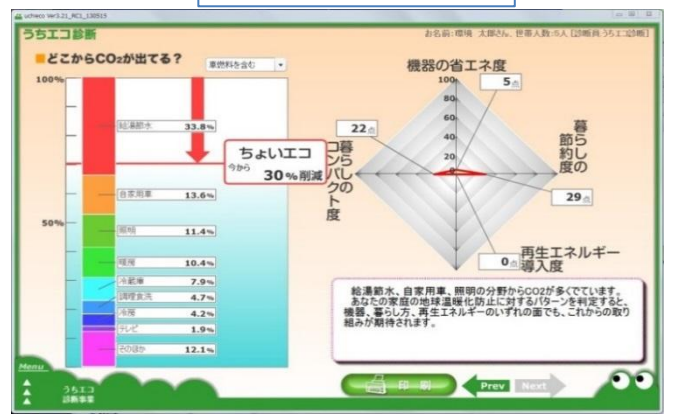 ucheco Ver3.21_RC1_130515
うちエコ診断
お名前:環境 太郎さん、世帯人数:5人 [診断員 うちエコ診断]
どこからCO2が出てる？
車燃料を含む
100%
50%
給湯節水 33.8%
自家用車 13.6%
照明 11.4%
暖房 10.4%
冷蔵庫 7.9%
調理食洗 4.7%
冷房 4.2%
テレビ 1.9%
そのほか 12.1%
ちょいエコ
今から 30%削減
機器の省エネ度
5点
100
80
60
40
20
0
22点
暮らしのコンパクト度
暮らしの節約度
29点
再生エネルギー導入度
0点
給湯節水、自家用車、照明の分野からCO2が多くでています。
あなたの家庭の地球温暖化防止に対するパターンを判定すると、
機器、暮らし方、再生エネルギーのいずれの面でも、これからの取り
組みが期待されます。
Menu
うちエコ
診断事業
印刷
Prev
Next